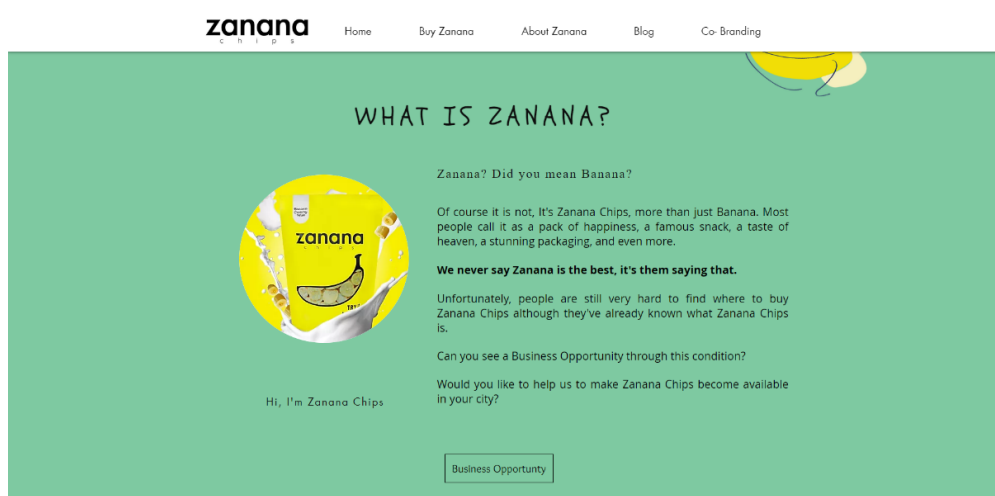 zanana
chips
Home
Buy Zanana
About Zanana
Blog
Co- Branding
WHAT IS ZANANA?
zanana
chips
Hi, I'm Zanana Chips
Zanana? Did you mean Banana?
Of course it is not, It's Zanana Chips, more than just Banana. Most
people call it as a pack of happiness, a famous snack, a taste of
heaven, a stunning packaging, and even more.
We never say Zanana is the best, it's them saying that.
Unfortunately, people are still very hard to find where to buy
Zanana Chips although they've already known what Zanana Chips
is.
Can you see a Business Opportunity through this condition?
Would you like to help us to make Zanana Chips become available
in your city?
Business Opportunty